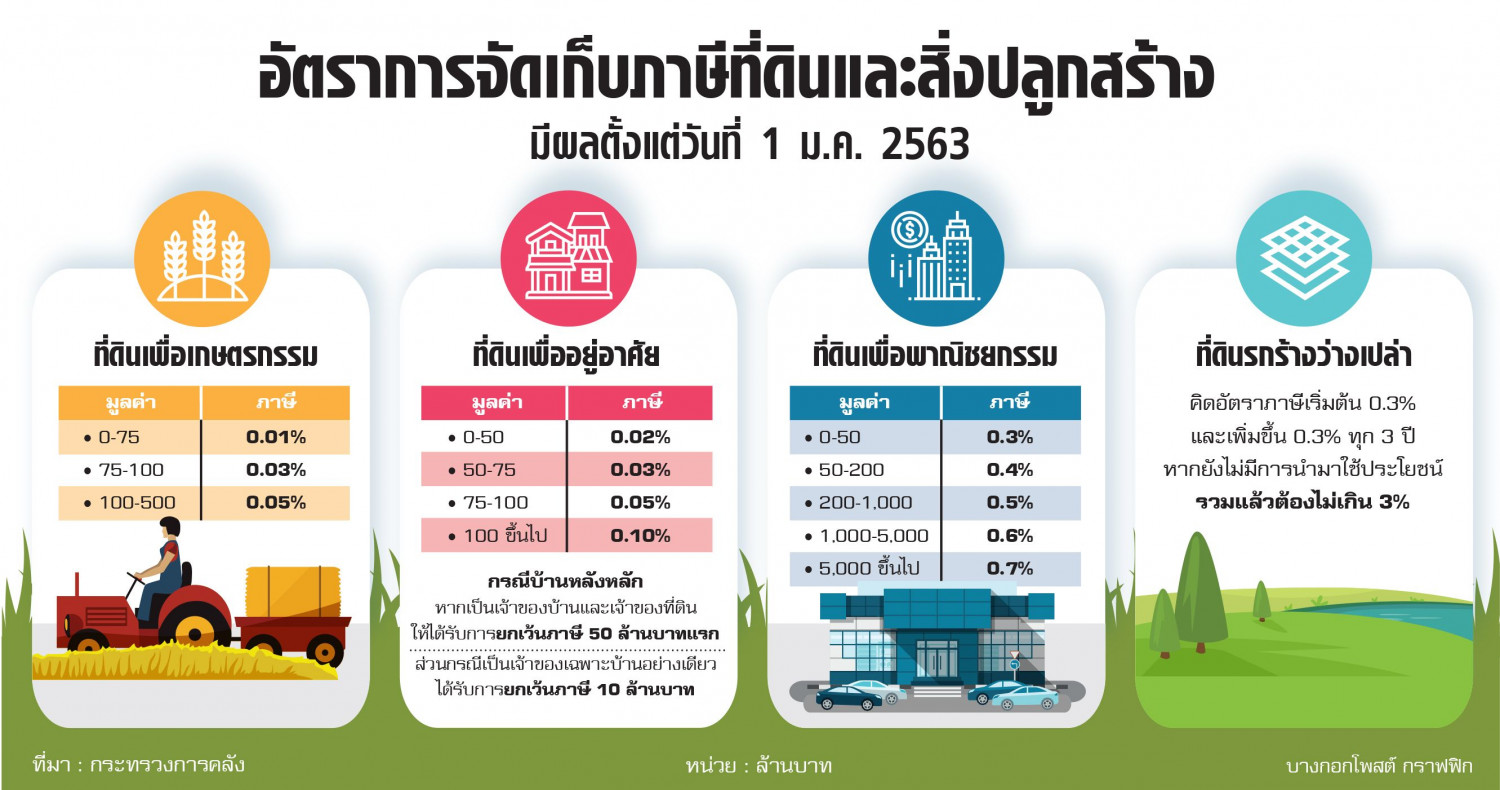 อัตราการจัดเก็บภาษีที่ดินและสิ่งปลูกสร้าง
มีผลตั้งแต่วันที่ 1 ม.ค. 2563
ที่ดินเพื่อเกษตรกรรม
มูลค่า ภาษี
• 0-75 0.01%
• 75-100 0.03%
• 100-500 0.05%
ที่ดินเพื่ออยู่อาศัย
มูลค่า ภาษี
• 0-50 0.02%
• 50-75 0.03%
• 75-100 0.05%
• 100 ขึ้นไป 0.10%
กรณีบ้านหลังหลัก
หากเป็นเจ้าของบ้านและเจ้าของที่ดิน
ให้ได้รับการยกเว้นภาษี 50 ล้านบาทแรก
ส่วนกรณีเป็นเจ้าของเฉพาะบ้านอย่างเดียว
ได้รับการยกเว้นภาษี 10 ล้านบาท
ที่ดินเพื่อพาณิชยกรรม
มูลค่า ภาษี
• 0-50 0.3%
• 50-200 0.4%
• 200-1,000 0.5%
• 1,000-5,000 0.6%
• 5,000 ขึ้นไป 0.7%
ที่ดินรกร้างว่างเปล่า
คิดอัตราภาษีเริ่มต้น 0.3%
และเพิ่มขึ้น 0.3% ทุก 3 ปี
หากยังไม่มีการนำมาใช้ประโยชน์
รวมแล้วต้องไม่เกิน 3%
ที่มา : กระทรวงการคลัง
หน่วย : ล้านบาท
บางกอกโพสต์ กราฟฟิก